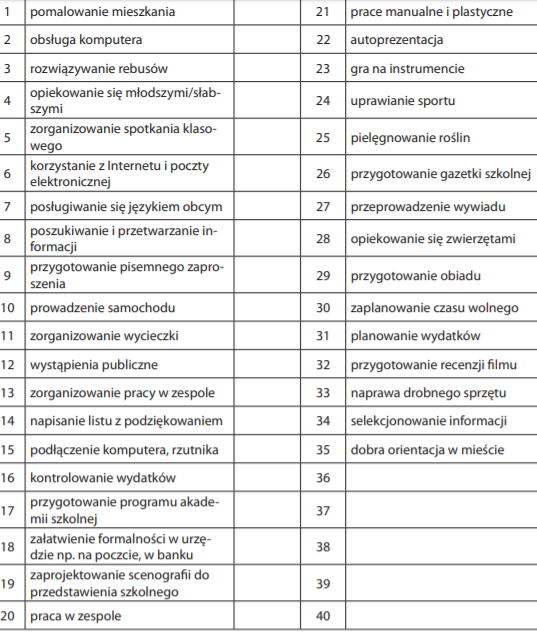 1 pomalowanie mieszkania
2 obsługa komputera
3 rozwiązywanie rebusów
4 opiekowanie się młodszymi/słab-
szymi
5 zorganizowanie spotkania klaso-
wego
6 korzystanie z Internetu i poczty
elektronicznej
7 posługiwanie się językiem obcym
8 poszukiwanie i przetwarzanie in-
formacji
9 przygotowanie pisemnego zapro-
szenia
10 prowadzenie samochodu
11 zorganizowanie wycieczki
12 wystąpienia publiczne
13 zorganizowanie pracy w zespole
14 napisanie listu z podziękowaniem
15 podłączenie komputera, rzutnika
16 kontrolowanie wydatków
17 przygotowanie programu akade-
mii szkolnej
18 załatwienie formalności w urzę-
dzie np. na poczcie, w banku
19 zaprojektowanie scenografii do
przedstawienia szkolnego
20 praca w zespole
21 prace manualne i plastyczne
22 autoprezentacja
23 gra na instrumencie
24 uprawianie sportu
25 pielęgnowanie roślin
26 przygotowanie gazetki szkolnej
27 przeprowadzenie wywiadu
28 opiekowanie się zwierzętami
29 przygotowanie obiadu
30 zaplanowanie czasu wolnego
31 planowanie wydatków
32 przygotowanie recenzji filmu
33 naprawa drobnego sprzętu
34 selekcjonowanie informacji
35 dobra orientacja w mieście
36
37
38
39
40